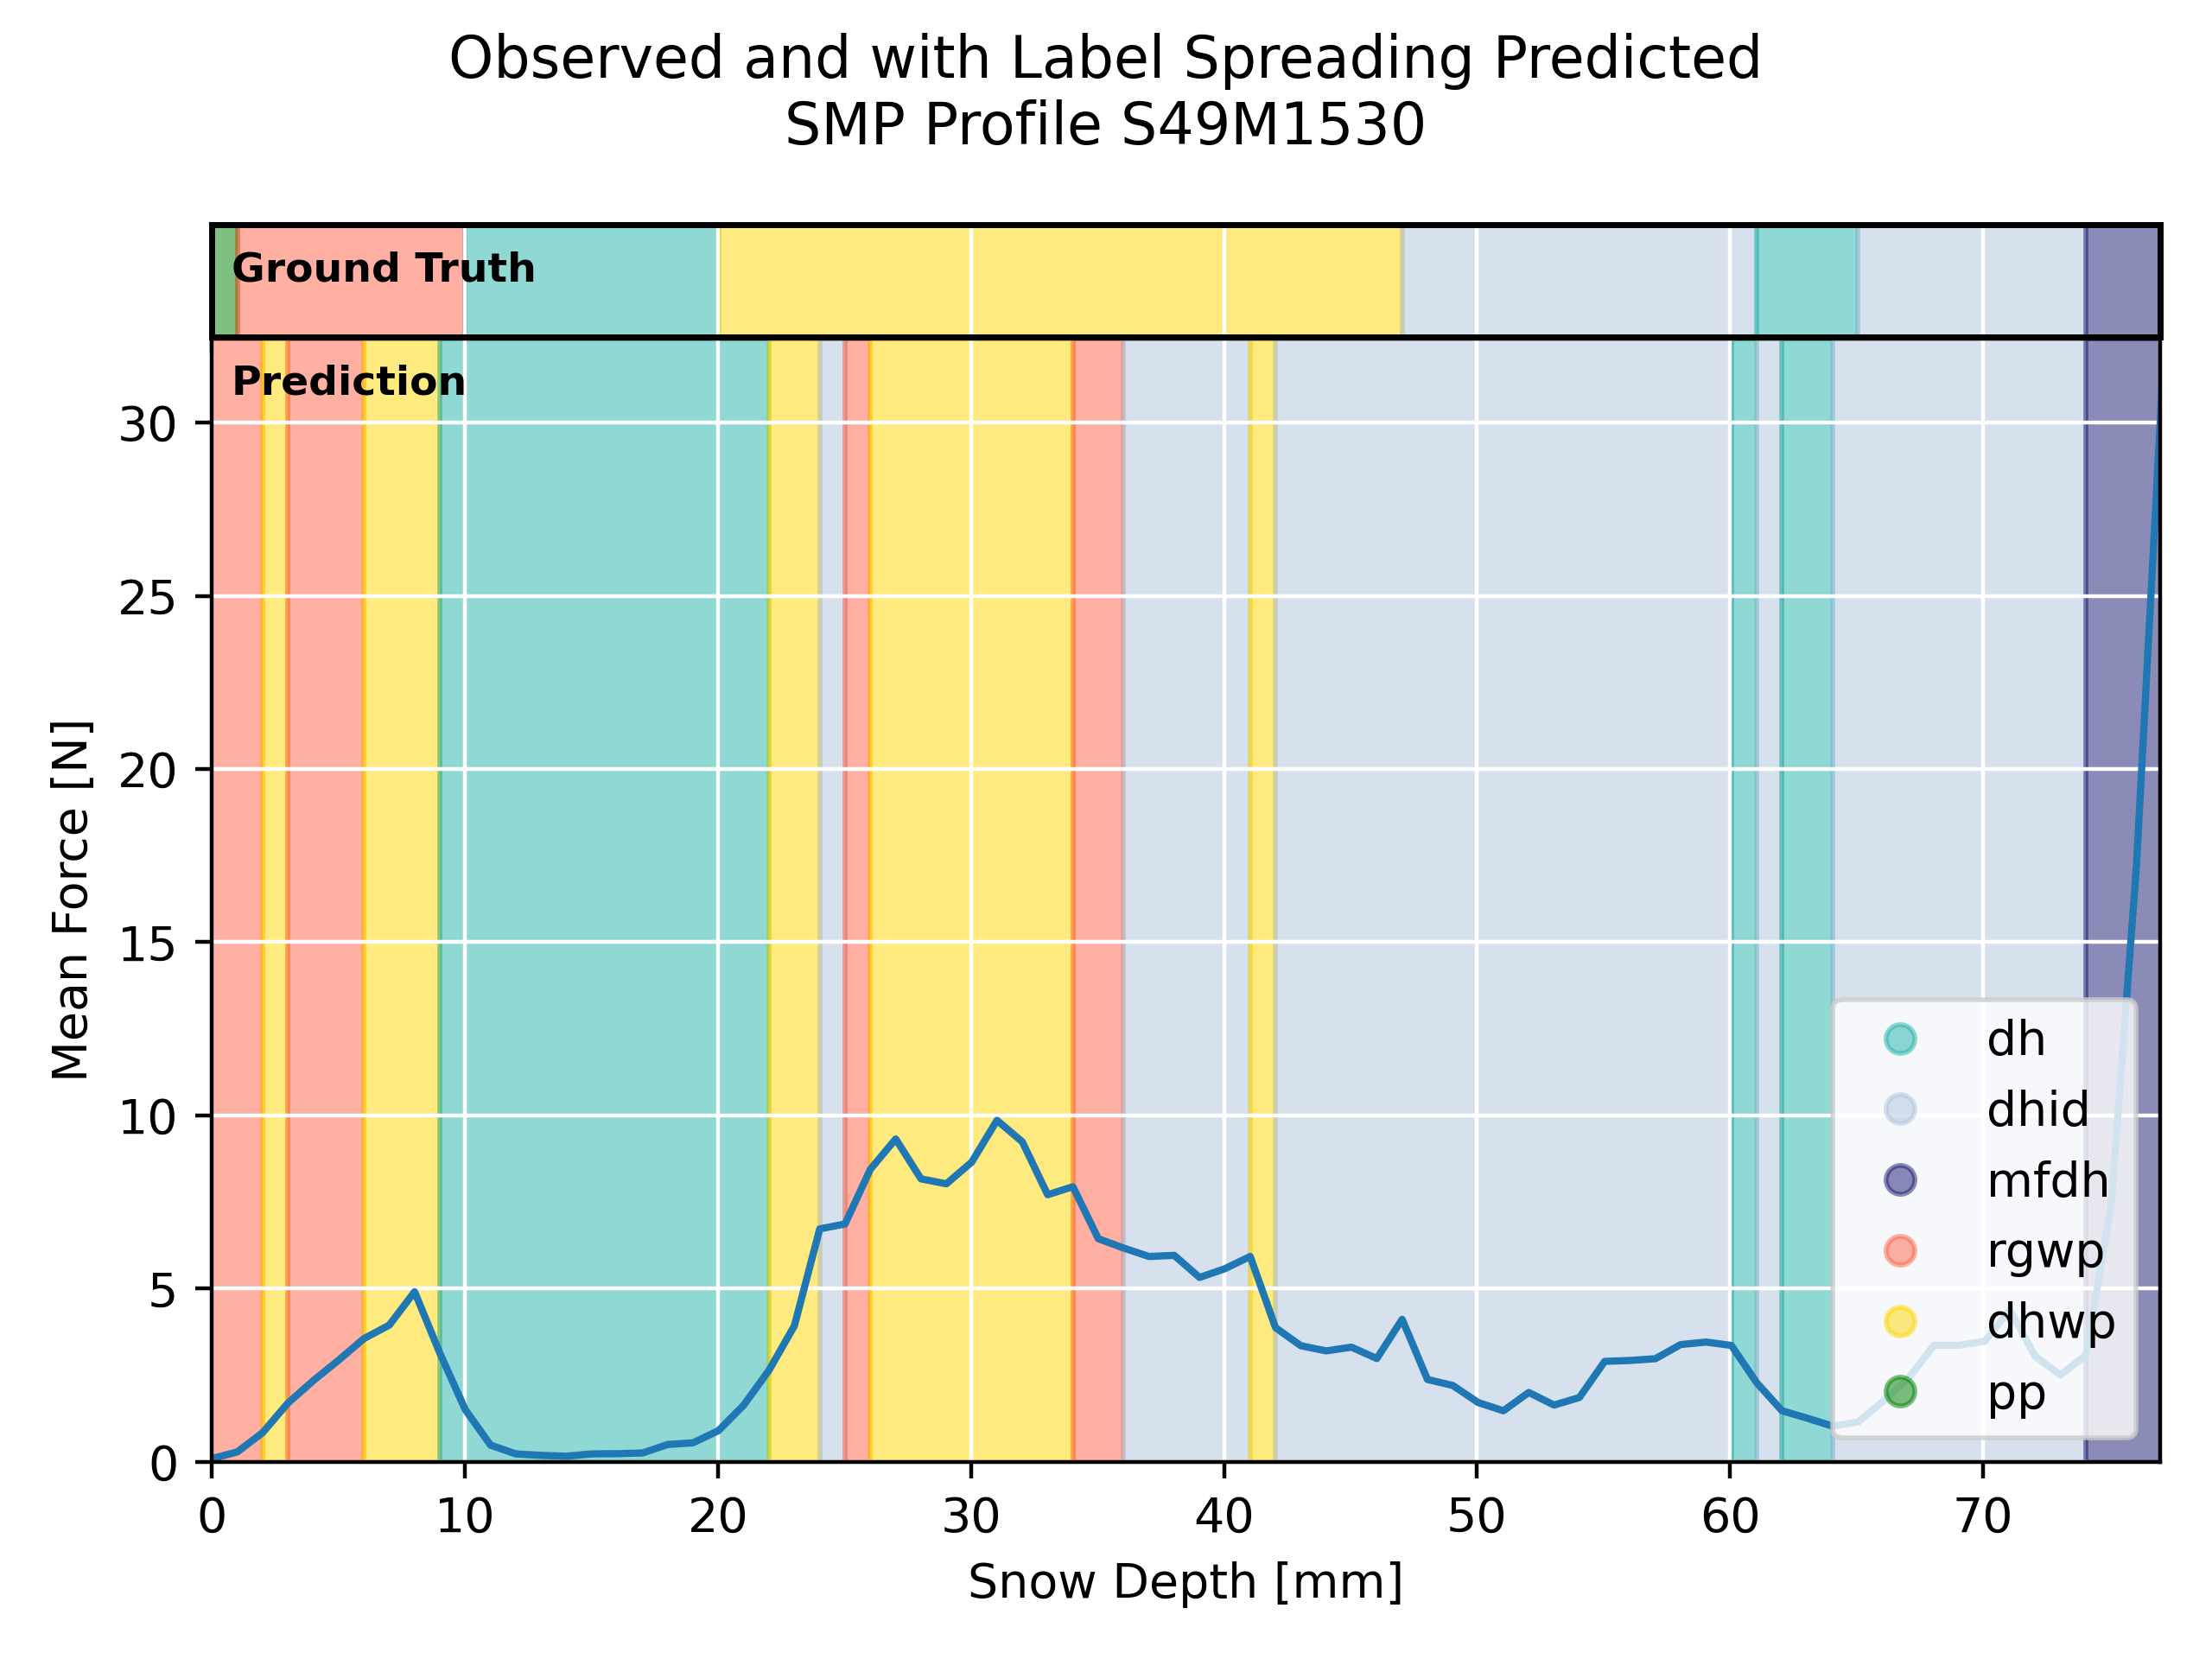 Observed and with Label Spreading Predicted
SMP Profile S49M1530
Ground Truth
Prediction
30
25
20
15
10
5
0
Mean Force [N]
dh
dhid
mfdh
rgwp
dhwp
pp
0 10 20 30 40 50 60 70
Snow Depth [mm]